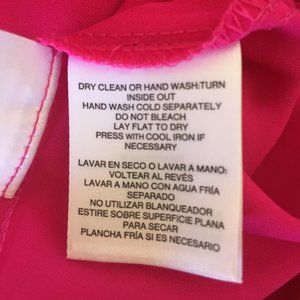 DRY CLEAN OR HAND WASH:TURN
INSIDE OUT
HAND WASH COLD SEPARATELY
DO NOT BLEACH
LAY FLAT TO DRY
PRESS WITH COOL IRON IF
NECESSARY
LAVAR EN SECO O LAVAR A MANO:
VOLTEAR AL REVÉS
LAVAR A MANO CON AGUA FRÍA
SEPARADO
NO UTILIZAR BLANQUEADOR
ESTIRE SOBRE SUPERFICIE PLANA
PARA SECAR
PLANCHA FRÍA SI ES NECESARIO